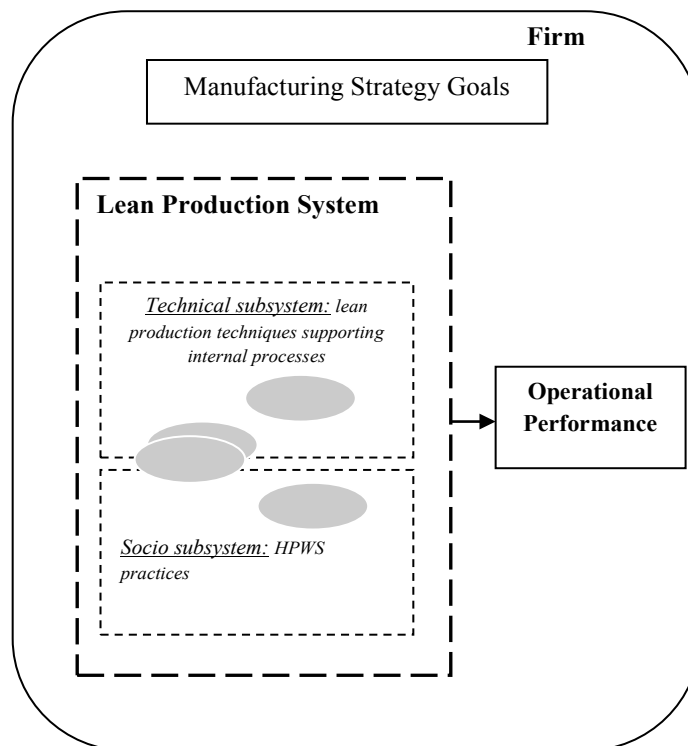 Firm
Manufacturing Strategy Goals
Lean Production System
Technical subsystem: lean
production techniques supporting
internal processes
Operational
Performance
Socio subsystem: HPWS
practices